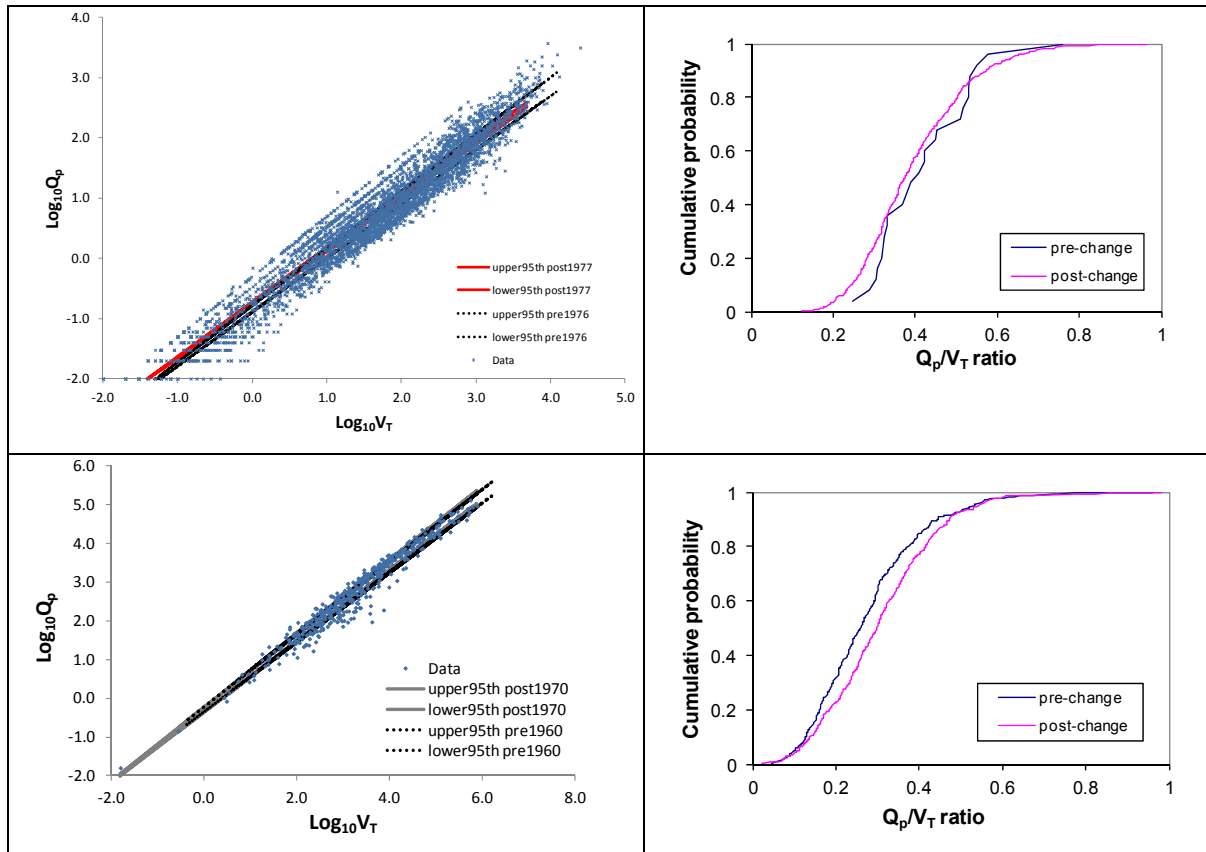 4.0
3.0
2.0
1.0
0.0
-1.0
-2.0
Log10Qp
-2.0 -1.0 0.0 1.0 2.0 3.0 4.0 5.0
Log10VT
upper95th post1977
lower95th post1977
upper95th pre1976
lower95th pre1976
Data
1
0.8
0.6
0.4
0.2
0
Cumulative probability
0 0.2 0.4 0.6 0.8 1
Qp/VT ratio
pre-change
post-change
6.0
5.0
4.0
3.0
2.0
1.0
0.0
-1.0
-2.0
Log10Qp
-2.0 0.0 2.0 4.0 6.0 8.0
Log10VT
Data
upper95th post1970
lower95th post1970
upper95th pre1960
lower95th pre1960
1
0.8
0.6
0.4
0.2
0
Cumulative probability
0 0.2 0.4 0.6 0.8 1
Qp/VT ratio
pre-change
post-change